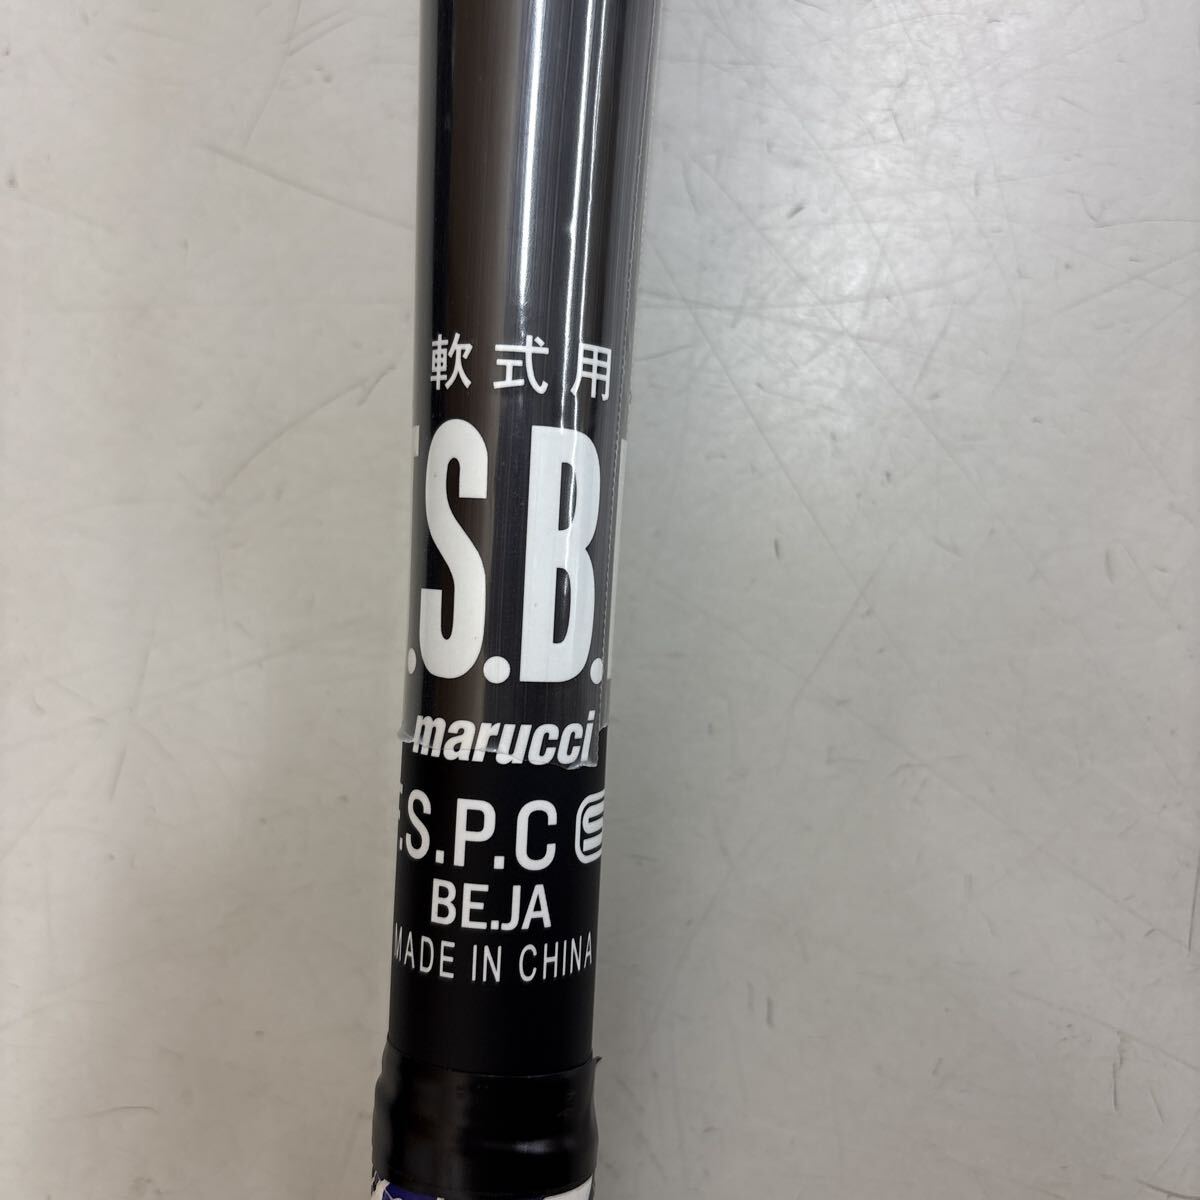 軟式用
.S.B.
marucci
.S.P.C S
BE.JA
MADE IN CHINA